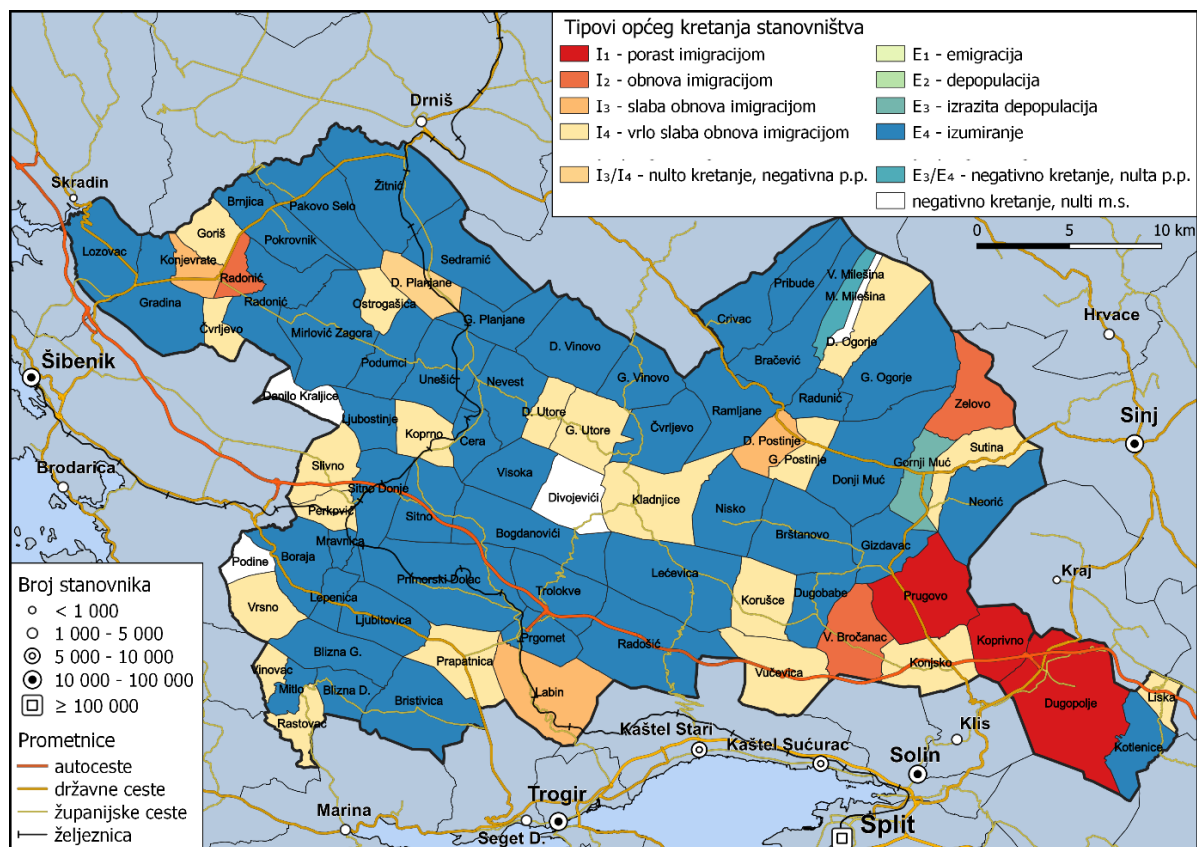 Tipovi općeg kretanja stanovništva
I₁ - porast imigracijom
I₂ - obnova imigracijom
I₃ - slaba obnova imigracijom
I₄ - vrlo slaba obnova imigracijom
I₃/I₄ - nulto kretanje, negativna p.p.
E₁ - emigracija
E₂ - depopulacija
E₃ - izrazita depopulacija
E₄ - izumiranje
E₃/E₄ - negativno kretanje, nulta p.p.
negativno kretanje, nulti m.s.
0 5 10 km
Drniš
Skradin
Žitnić
Brnjica
Pakovo Selo
Goriš
Pokrovnik
Lozovac
Konjevrate
Sedramić
Radonić
D. Planjane
Gradina
Radonić
Ostrogašica
V. Milešina
Pribude
M. Milešina
Hrvace
Čvrljevo
Mirlović Zagora
G. Planjane
Crivac
D. Ogorje
D. Vinovo
Bračević
Šibenik
Podumci
Unešić
Nevest
G. Vinovo
G. Ogorje
Danilo Kraljice
Radunić
Zelovo
Ljubostinje
Koprno
Cera
D. Utore
G. Utore
Čvrljevo
Ramljane
D. Postinje
Sinj
Sutina
G. Postinje
Gornji Muć
Slivno
Brodarica
Visoka
Donji Muć
Sitno Donje
Divojevići
Kladnjice
Neorić
Perković
Sitno
Nisko
Bogdanovići
Brštanovo
Mravnica
Gizdavac
Podine
Boraja
Lećevica
Kraj
Primorski Dolac
Trolokve
Dugobabe
Vrsno
Lepenica
Korušce
Prugovo
Ljubitovica
Prgomet
Radošić
V. Bročanac
Koprivno
Blizna G.
Prapatnica
Vučevica
Konjsko
Vinovac
Mitlo
Blizna D.
Bristivica
Labin
Liska
Dugopolje
Rastovac
Klis
Kaštel Stari
Kaštel Sućurac
Kotlenice
Solin
Trogir
Marina
Seget D.
Split
Broj stanovnika
< 1 000
1 000 - 5 000
5 000 - 10 000
10 000 - 100 000
≥ 100 000
Prometnice
autoceste
državne ceste
županijske ceste
željeznica